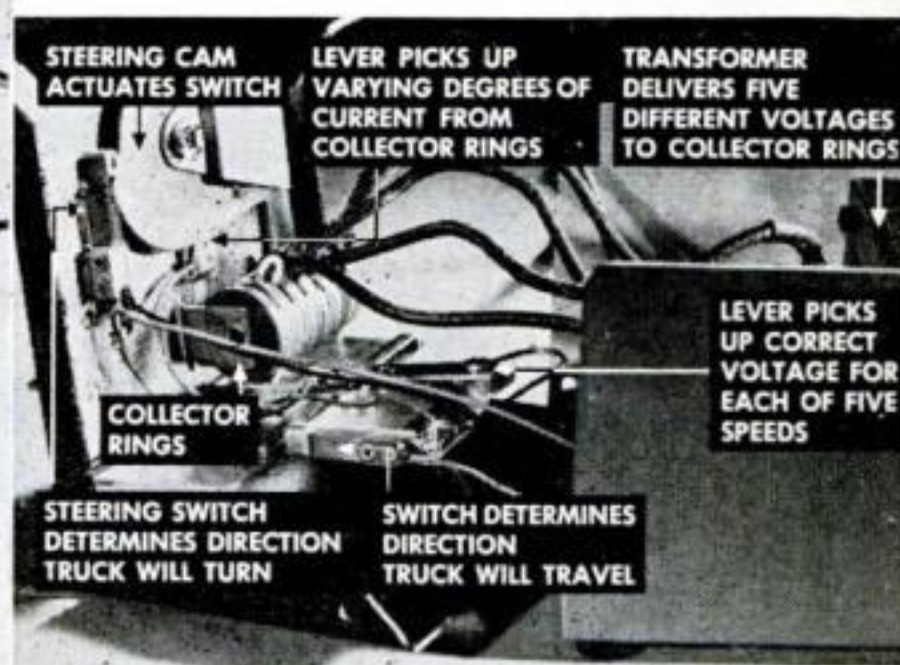 STEERING CAM
ACTUATES SWITCH
LEVER PICKS UP
VARYING DEGREES OF
CURRENT FROM
COLLECTOR RINGS
TRANSFORMER
DELIVERS FIVE
DIFFERENT VOLTAGES
TO COLLECTOR RINGS
LEVER PICKS
UP CORRECT
VOLTAGE FOR
EACH OF FIVE
SPEEDS
COLLECTOR
RINGS
STEERING SWITCH
DETERMINES DIRECTION
TRUCK WILL TURN
SWITCH DETERMINES
DIRECTION
TRUCK WILL TRAVEL